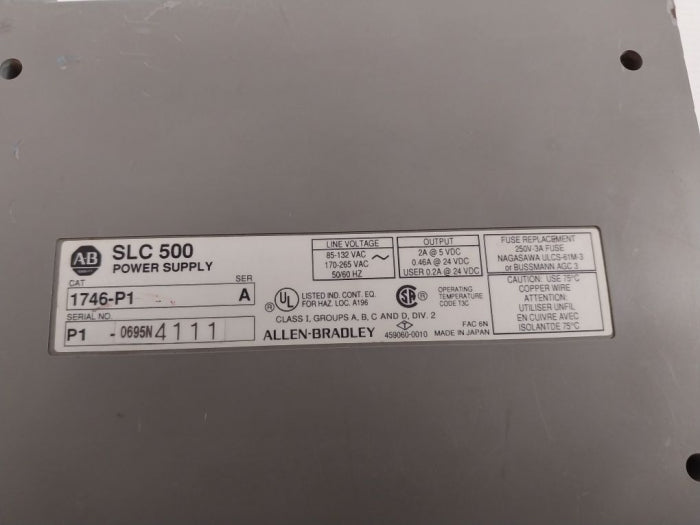 A·B
SLC 500
POWER SUPPLY
CAT
SER
1746-P1
A
SERIAL NO.
P1 - 0695N 4111
LINE VOLTAGE
85-132 VAC
170-265 VAC ~
50/60 HZ
OUTPUT
2A @ 5 VDC
0.46A @ 24 VDC
USER 0.2A @ 24 VDC
FUSE REPLACEMENT
250V-3A FUSE
NAGASAWA ULCS-61M-3
or BUSSMANN AGC 3
CAUTION: USE 75°C
COPPER WIRE
ATTENTION:
UTILISER UNFIL
EN CUIVRE AVEC
ISOLANTDE 75°C
UL ®
LISTED IND. CONT. EQ.
FOR HAZ. LOC. A196
SA ®
OPERATING
TEMPERATURE
CODE T3C
CLASS I, GROUPS A, B, C AND D, DIV. 2
ALLEN-BRADLEY
459060-0010
FAC 6N
MADE IN JAPAN